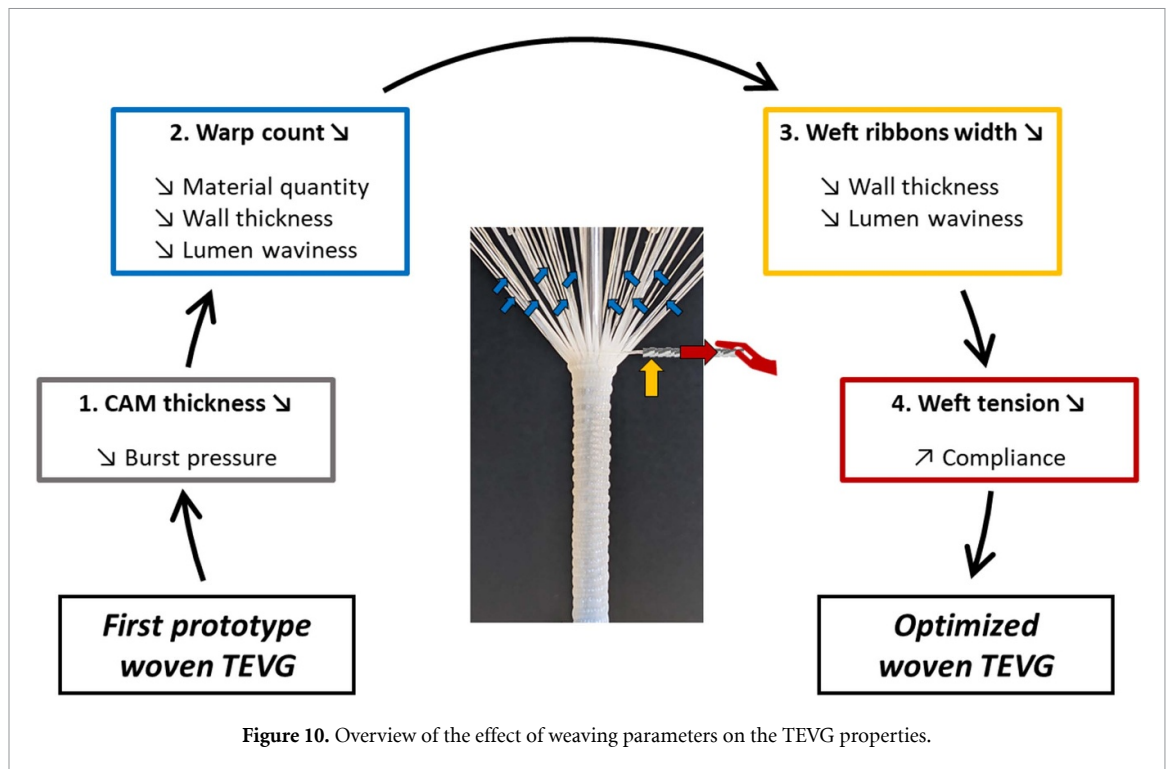 2. Warp count ↘
↘ Material quantity
↘ Wall thickness
↘ Lumen waviness
3. Weft ribbons width ↘
↘ Wall thickness
↘ Lumen waviness
1. CAM thickness ↘
↘ Burst pressure
4. Weft tension ↘
↗ Compliance
First prototype
woven TEVG
Optimized
woven TEVG
Figure 10. Overview of the effect of weaving parameters on the TEVG properties.